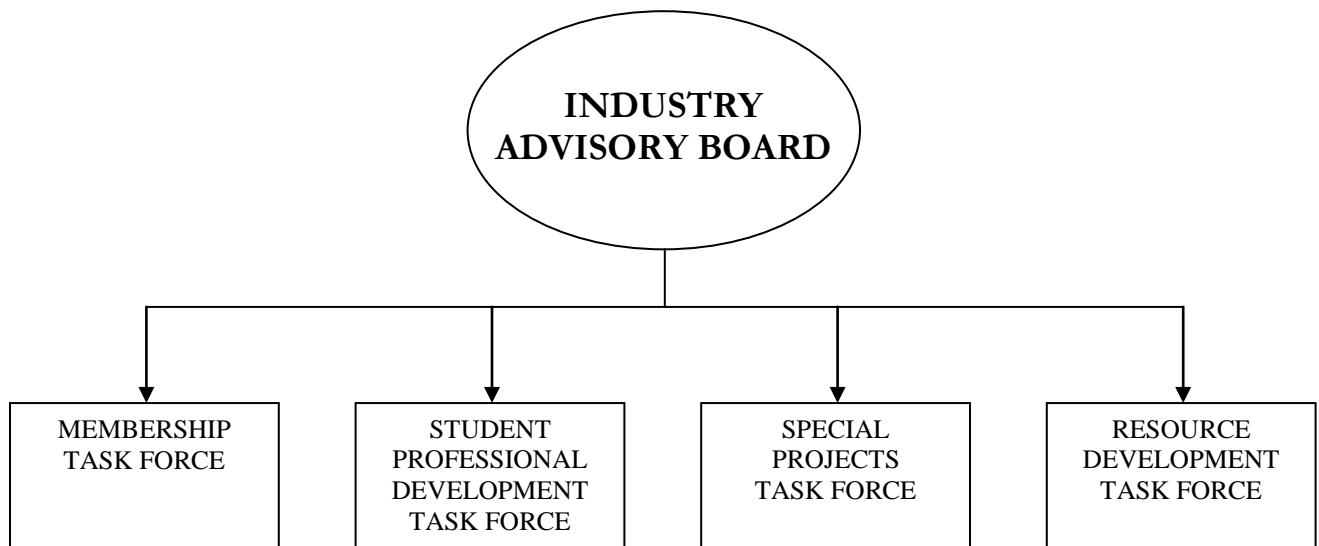 INDUSTRY
ADVISORY BOARD
MEMBERSHIP
TASK FORCE
STUDENT
PROFESSIONAL
DEVELOPMENT
TASK FORCE
SPECIAL
PROJECTS
TASK FORCE
RESOURCE
DEVELOPMENT
TASK FORCE